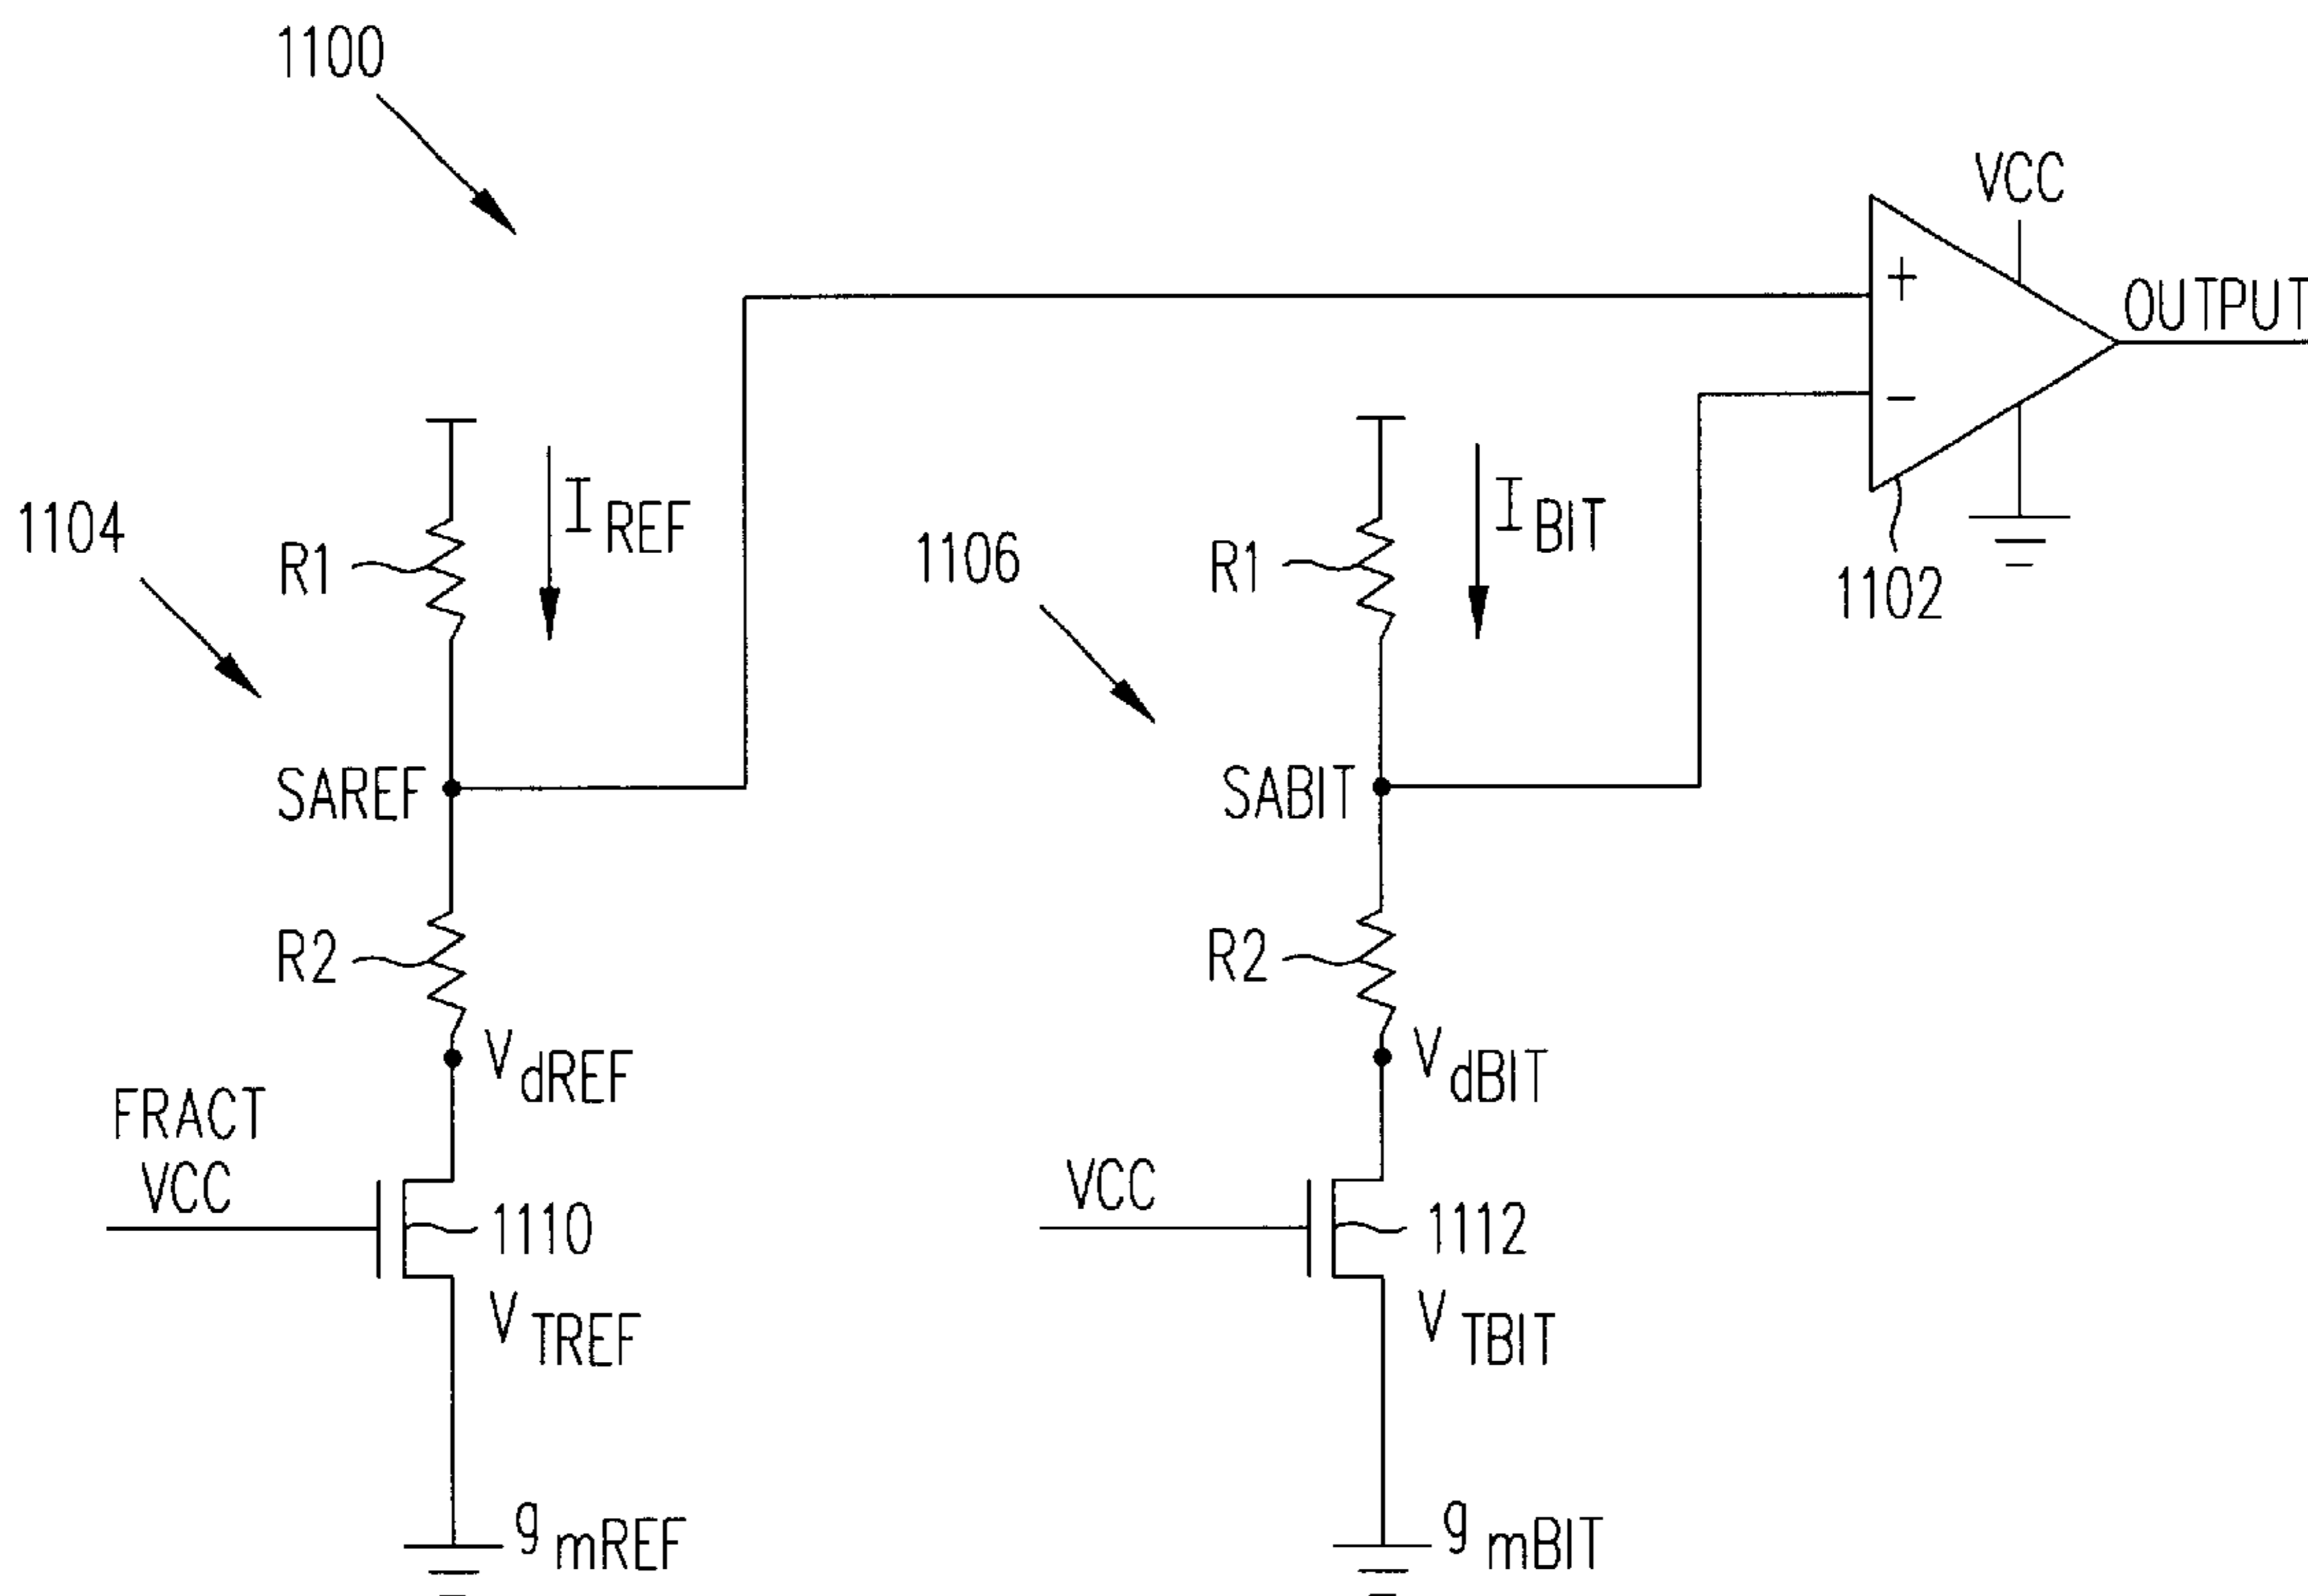 1100
VCC
+
OUTPUT
−
1102
1104
R1
I REF
1106
R1
I BIT
SAREF
SABIT
R2
R2
V dREF
V dBIT
FRACT
VCC
1110
VCC
1112
V TREF
V TBIT
g mREF
g mBIT